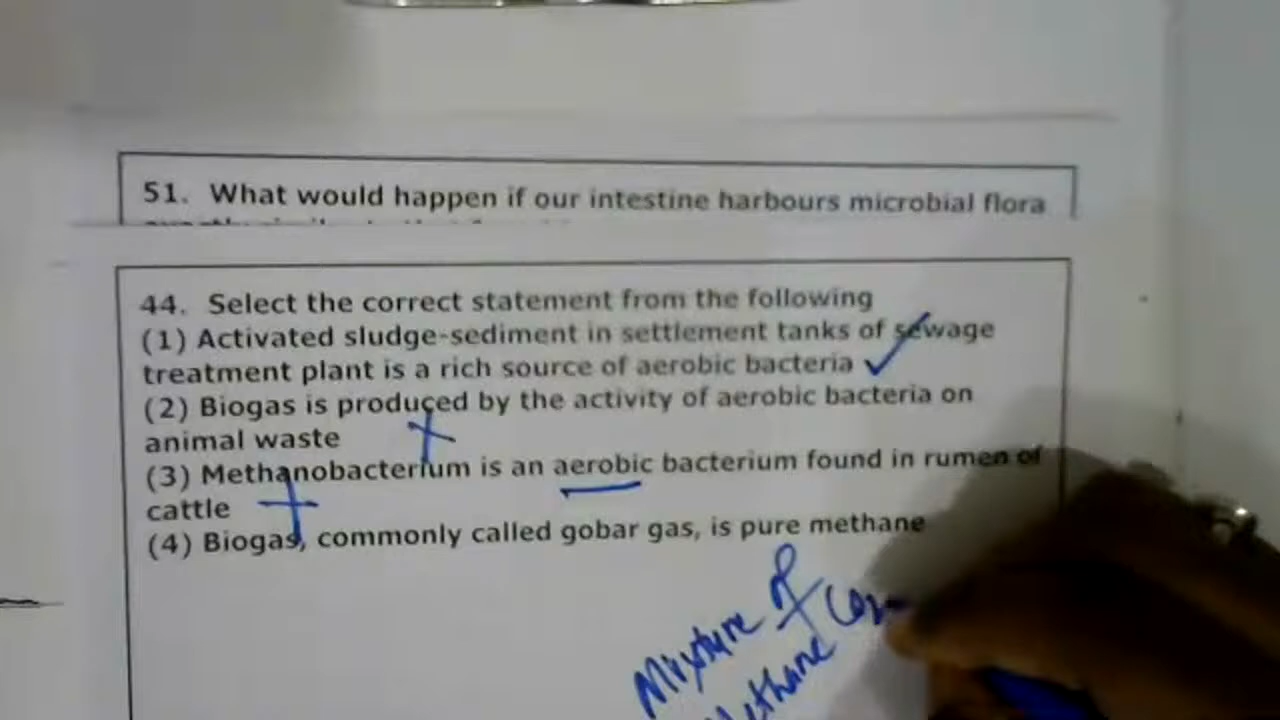 51. What would happen if our intestine harbours microbial flora
44. Select the correct statement from the following
(1) Activated sludge-sediment in settlement tanks of sewage
treatment plant is a rich source of aerobic bacteria
(2) Biogas is produced by the activity of aerobic bacteria on
animal waste
(3) Methanobacterium is an aerobic bacterium found in rumen of
cattle
(4) Biogas, commonly called gobar gas, is pure methane
Mixture of
Methane